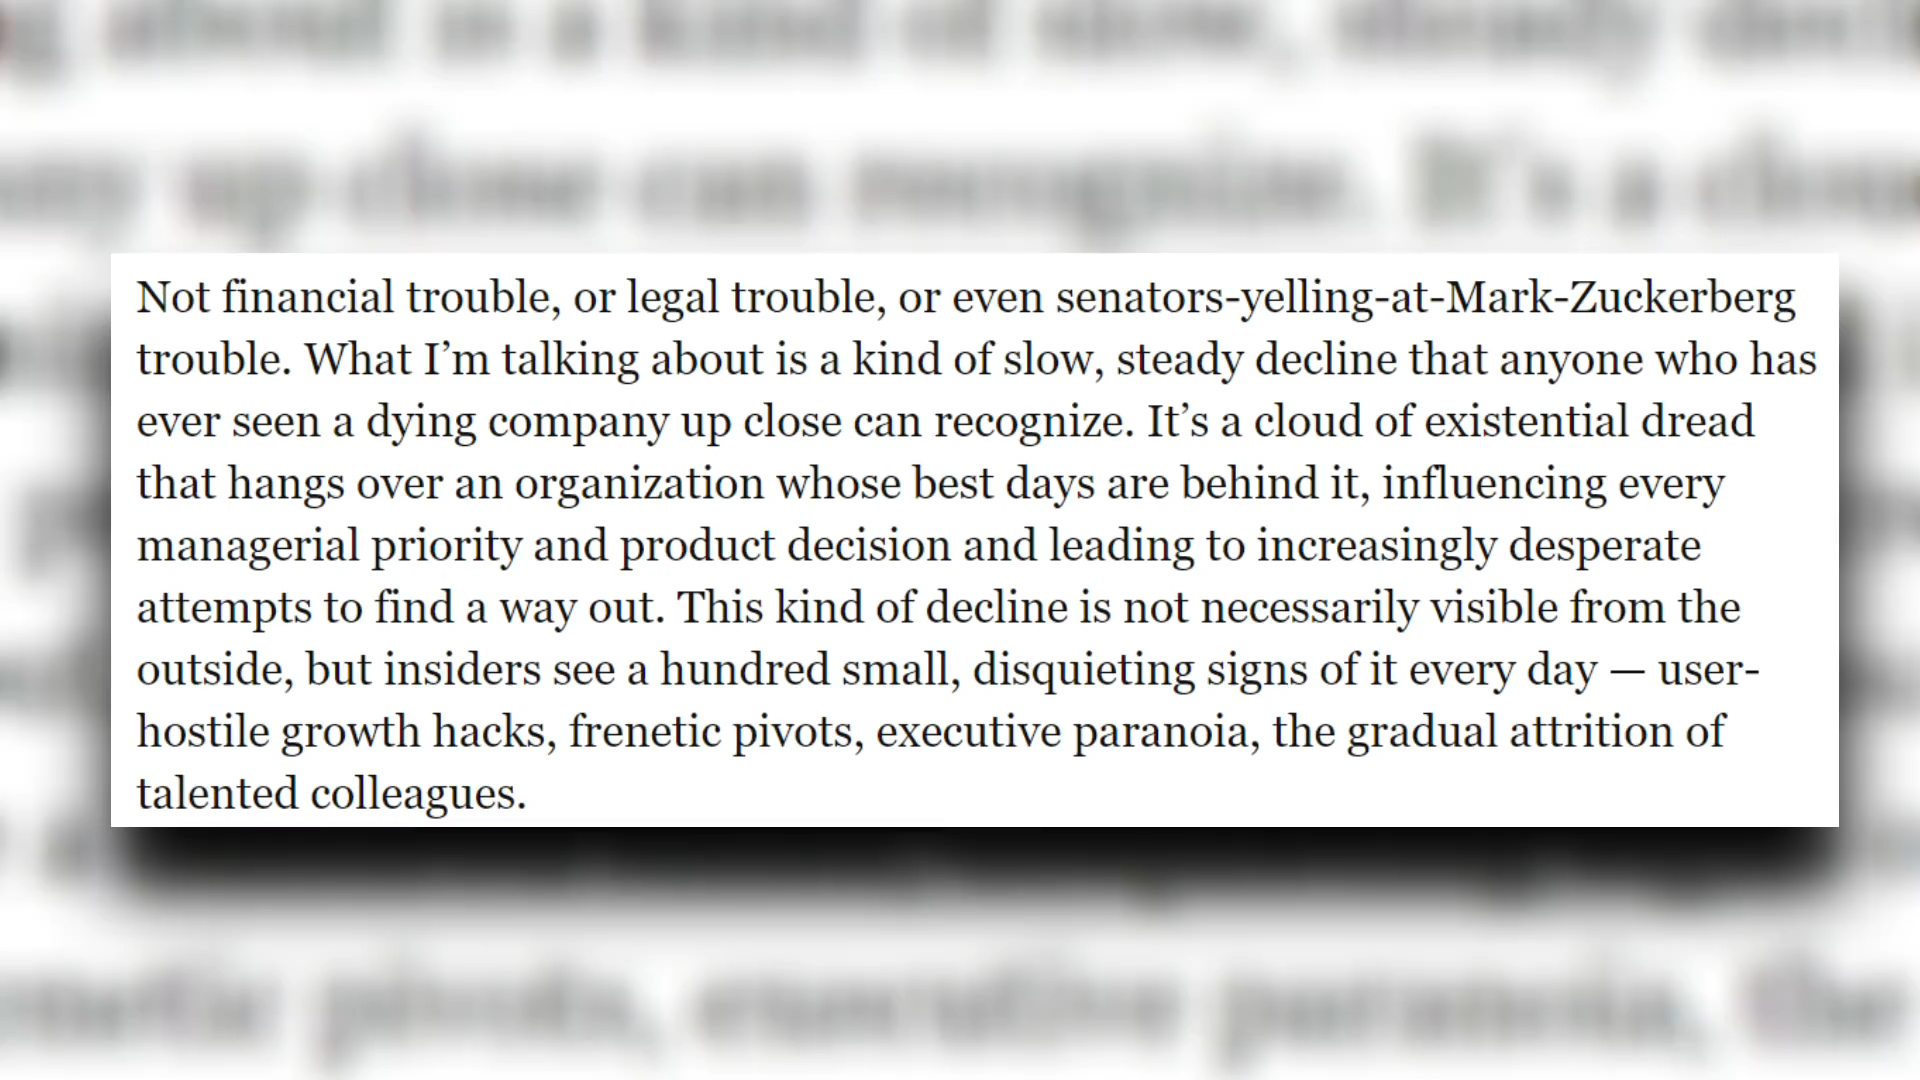 Not financial trouble, or legal trouble, or even senators-yelling-at-Mark-Zuckerberg
trouble. What I’m talking about is a kind of slow, steady decline that anyone who has
ever seen a dying company up close can recognize. It’s a cloud of existential dread
that hangs over an organization whose best days are behind it, influencing every
managerial priority and product decision and leading to increasingly desperate
attempts to find a way out. This kind of decline is not necessarily visible from the
outside, but insiders see a hundred small, disquieting signs of it every day — user-
hostile growth hacks, frenetic pivots, executive paranoia, the gradual attrition of
talented colleagues.